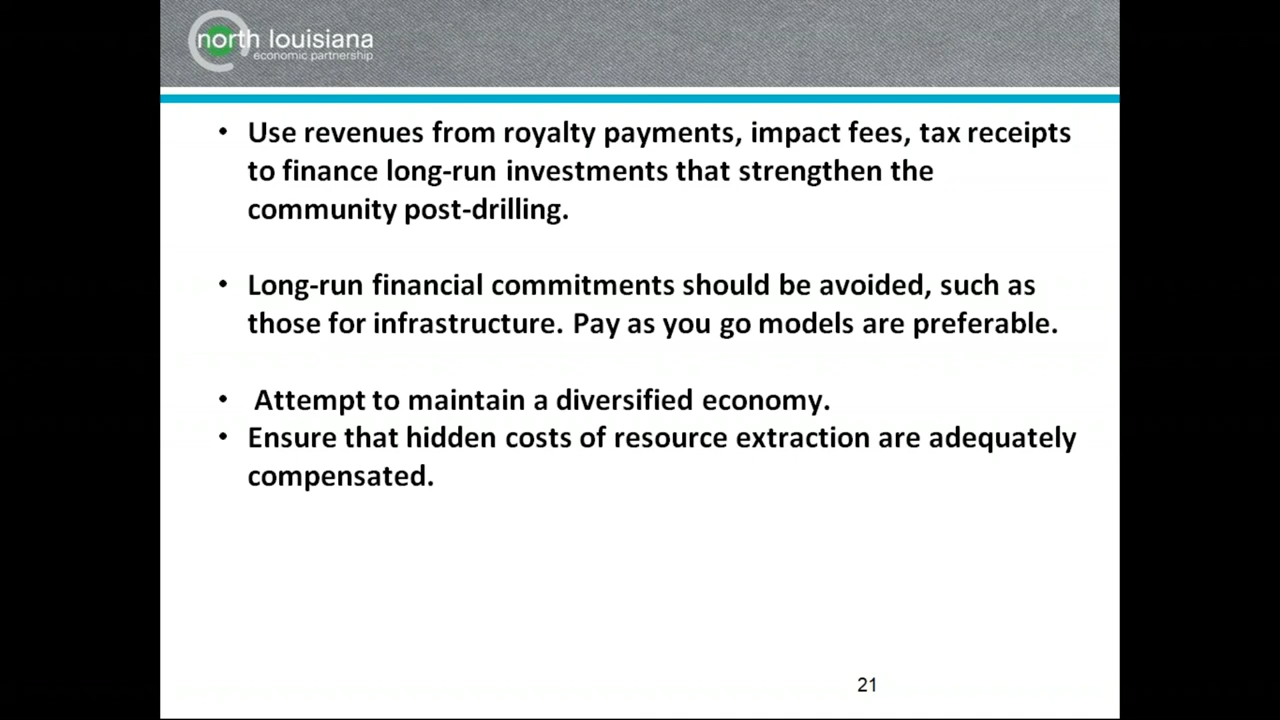 north louisiana
economic partnership
• Use revenues from royalty payments, impact fees, tax receipts
to finance long-run investments that strengthen the
community post-drilling.
• Long-run financial commitments should be avoided, such as
those for infrastructure. Pay as you go models are preferable.
• Attempt to maintain a diversified economy.
• Ensure that hidden costs of resource extraction are adequately
compensated.
21